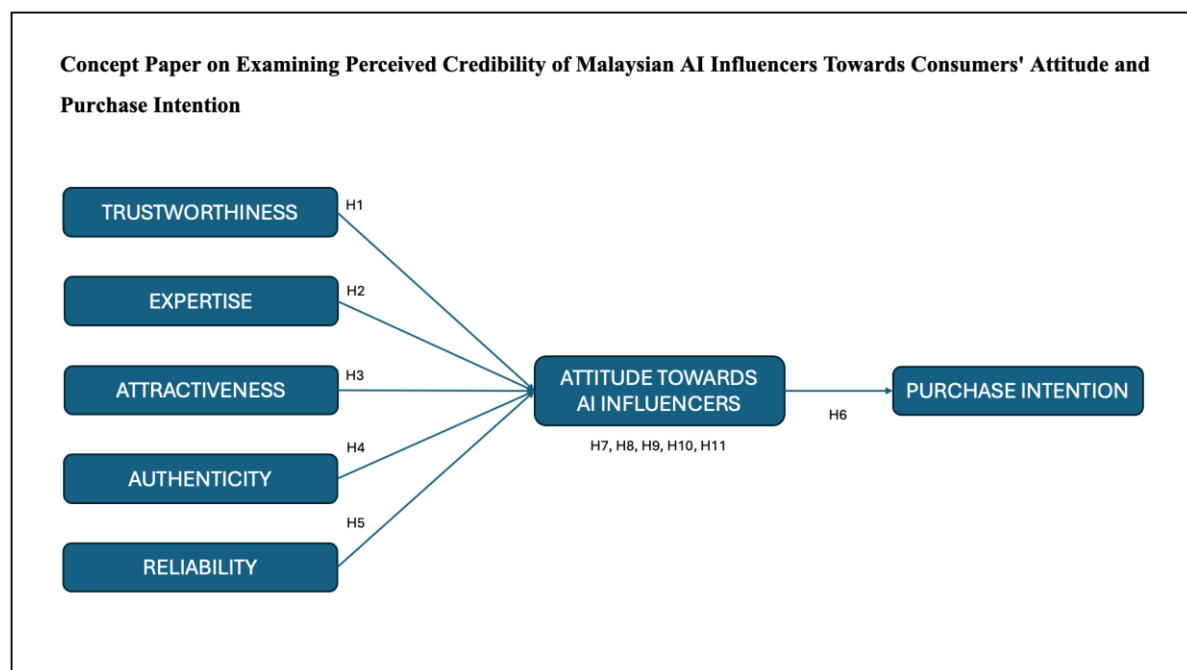 Concept Paper on Examining Perceived Credibility of Malaysian AI Influencers Towards Consumers' Attitude and
Purchase Intention
TRUSTWORTHINESS
H1
EXPERTISE
H2
ATTRACTIVENESS
H3
AUTHENTICITY
H4
RELIABILITY
H5
ATTITUDE TOWARDS
AI INFLUENCERS
H7, H8, H9, H10, H11
H6
PURCHASE INTENTION